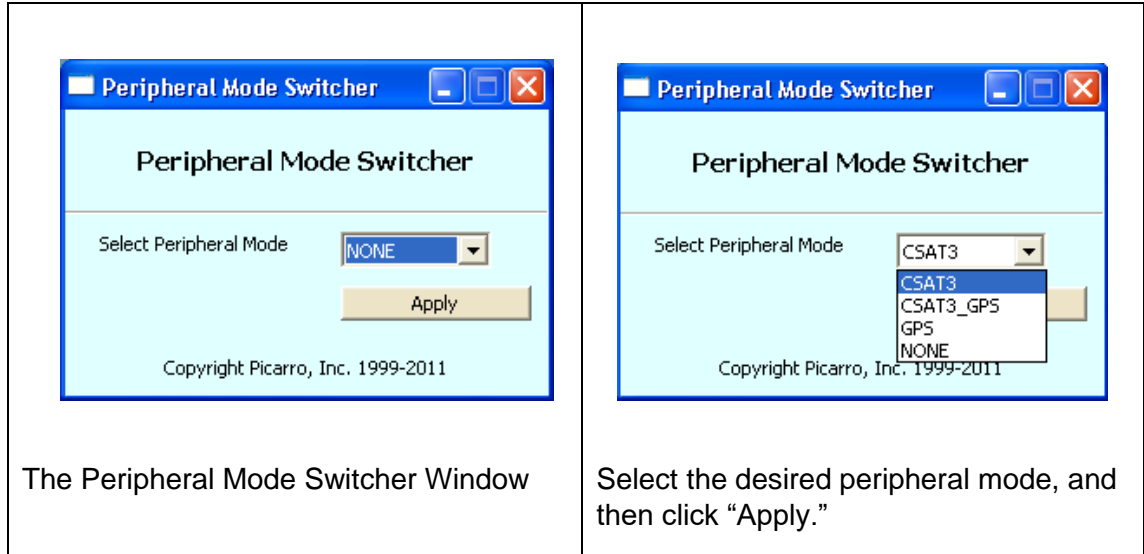 Peripheral Mode Switcher
Peripheral Mode Switcher
Select Peripheral Mode
NONE
Apply
Copyright Picarro, Inc. 1999-2011
The Peripheral Mode Switcher Window
Peripheral Mode Switcher
Peripheral Mode Switcher
Select Peripheral Mode
CSAT3
CSAT3
CSAT3_GPS
GPS
NONE
Copyright Picarro, Inc. 1999-2011
Select the desired peripheral mode, and
then click “Apply.”